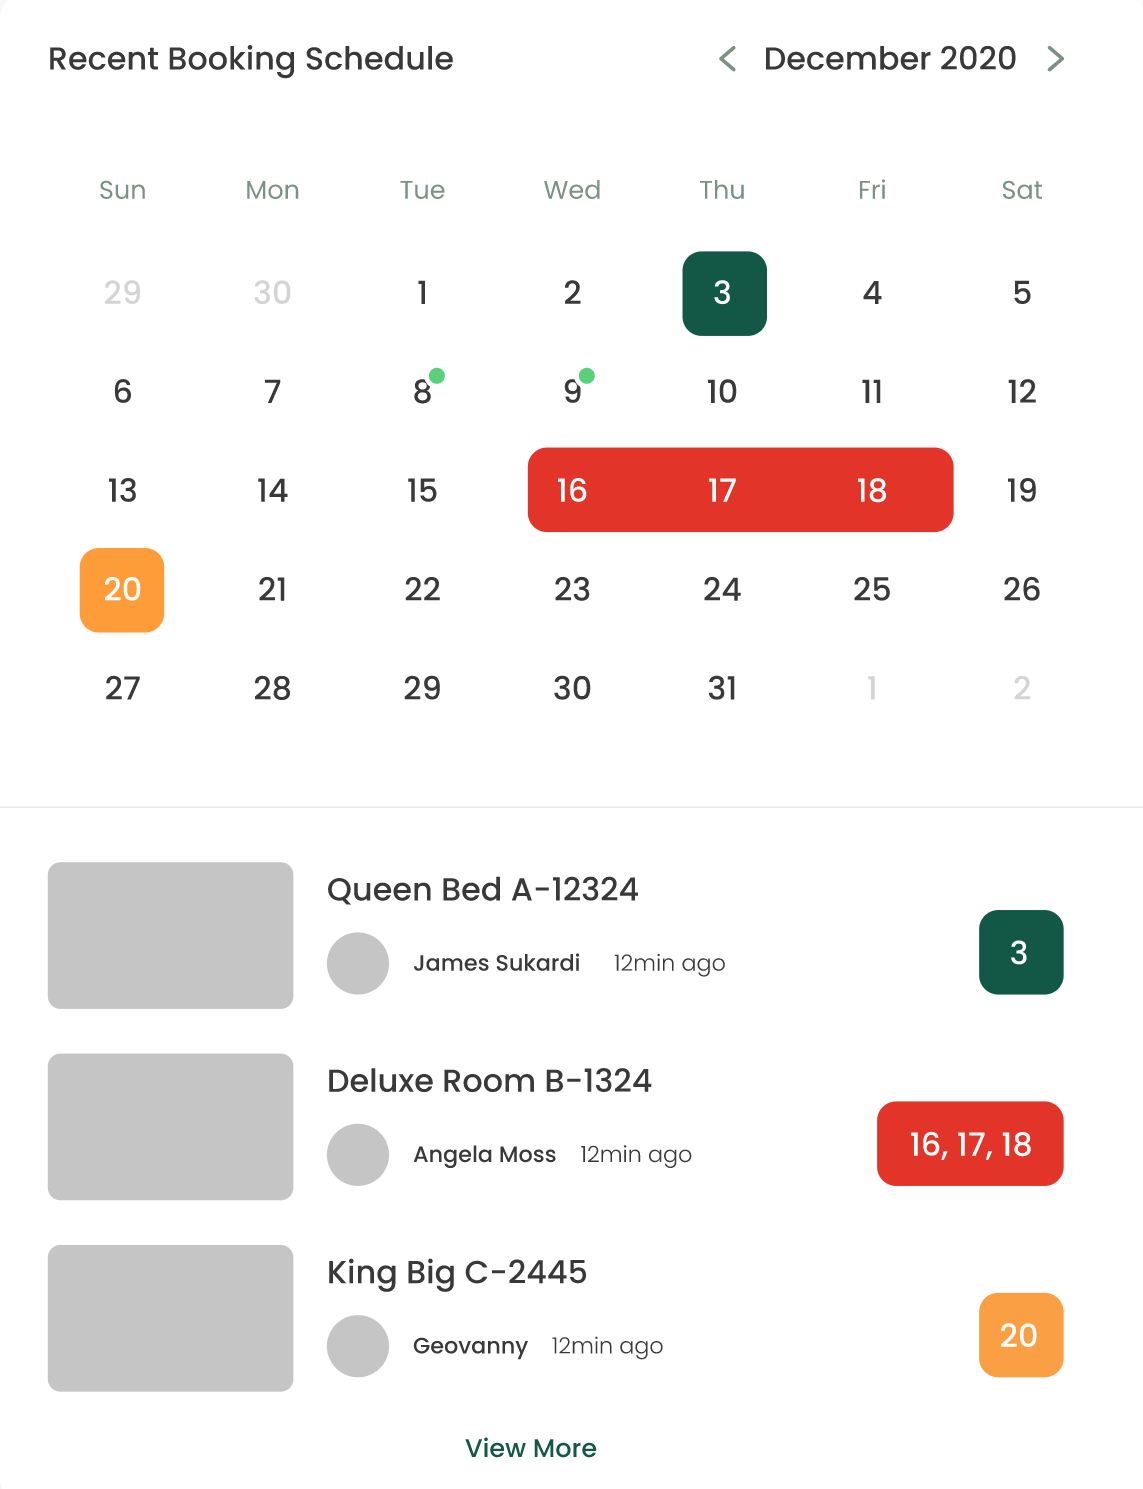 Recent Booking Schedule < December 2020 >
Sun Mon Tue Wed Thu Fri Sat
29 30 1 2 3 4 5
6 7 8 9 10 11 12
13 14 15 16 17 18 19
20 21 22 23 24 25 26
27 28 29 30 31 1 2
Queen Bed A-12324
James Sukardi 12min ago
3
Deluxe Room B-1324
Angela Moss 12min ago
16, 17, 18
King Big C-2445
Geovanny 12min ago
20
View More